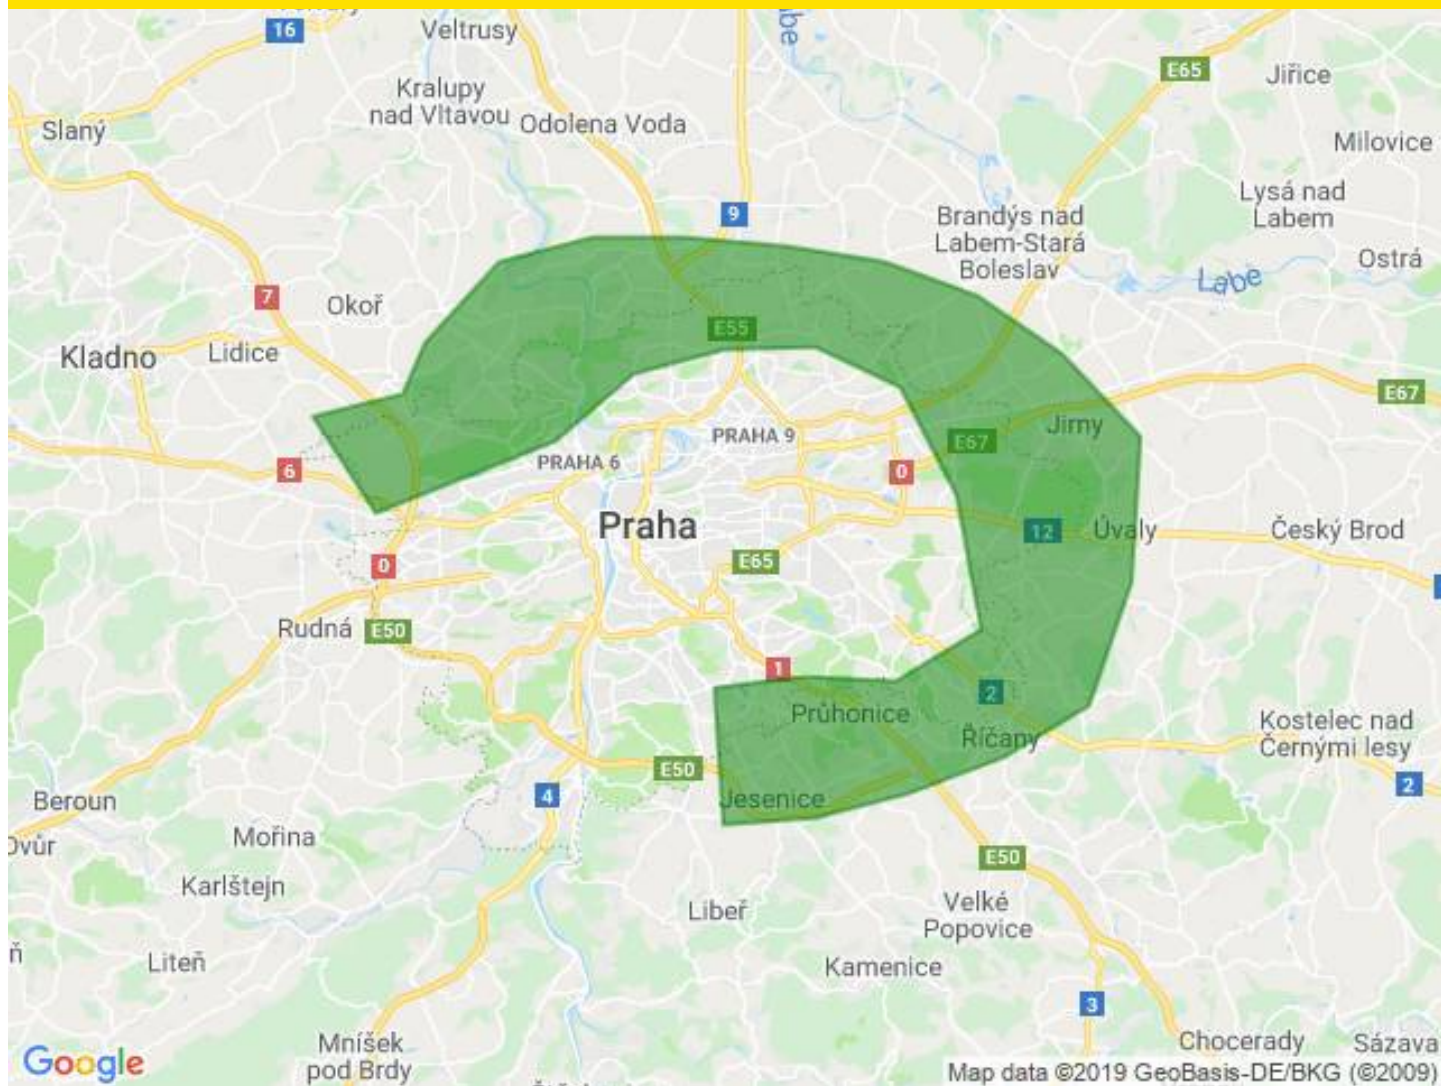 16
Veltrusy
E65
Jiřice
Kralupy
nad Vltavou
Odolena Voda
Slaný
Milovice
Lysá nad
Labem
9
Brandýs nad
Labem-Stará
Boleslav
Ostrá
Labe
7
Okoř
E55
Kladno
Lidice
E67
Jirny
PRAHA 9
E67
6
PRAHA 6
0
Praha
12
Úvaly
Český Brod
E65
0
Rudná
E50
1
2
Průhonice
Říčany
Kostelec nad
Černými lesy
E50
2
4
Jesenice
Beroun
Mořina
E50
Karlštejn
Libeř
Velké
Popovice
Liteň
Kamenice
3
Mníšek
pod Brdy
Chocerady
Sázava
Google
Map data ©2019 GeoBasis-DE/BKG (©2009)